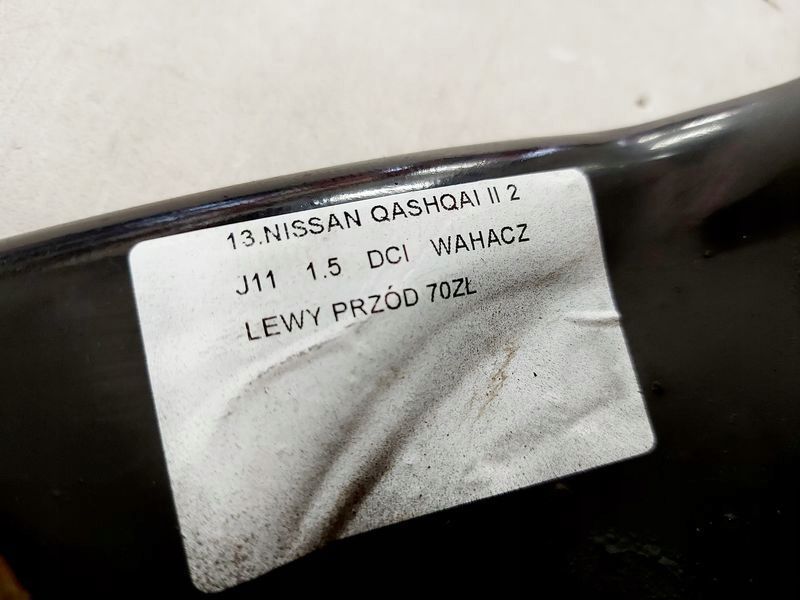 13.NISSAN QASHQAI II 2
J11 1.5 DCI WAHACZ
LEWY PRZÓD 70ZŁ